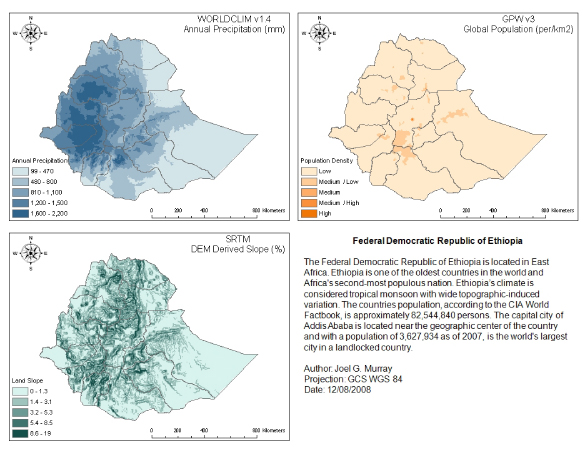 WORLDCLIM v1.4
Annual Precipitation (mm)
N
S
Annual Precipitation
99 - 470
480 - 800
810 - 1,100
1,200 - 1,500
1,600 - 2,200
0 200 400 800 Kilometers
GPW v3
Global Population (per/km2)
N
S
Population Density
Low
Medium / Low
Medium
Medium / High
High
0 200 400 800 Kilometers
SRTM
DEM Derived Slope (%)
N
S
Land Slope
0 - 1.3
1.4 - 3.1
3.2 - 5.3
5.4 - 8.5
8.6 - 19
0 200 400 800 Kilometers
Federal Democratic Republic of Ethiopia
The Federal Democratic Republic of Ethiopia is located in East
Africa. Ethiopia is one of the oldest countries in the world and
Africa's second-most populous nation. Ethiopia's climate is
considered tropical monsoon with wide topographic-induced
variation. The countries population, according to the CIA World
Factbook, is approximately 82,544,840 persons. The capital city of
Addis Ababa is located near the geographic center of the country
and with a population of 3,627,934 as of 2007, is the world's largest
city in a landlocked country.
Author: Joel G. Murray
Projection: GCS WGS 84
Date: 12/08/2008